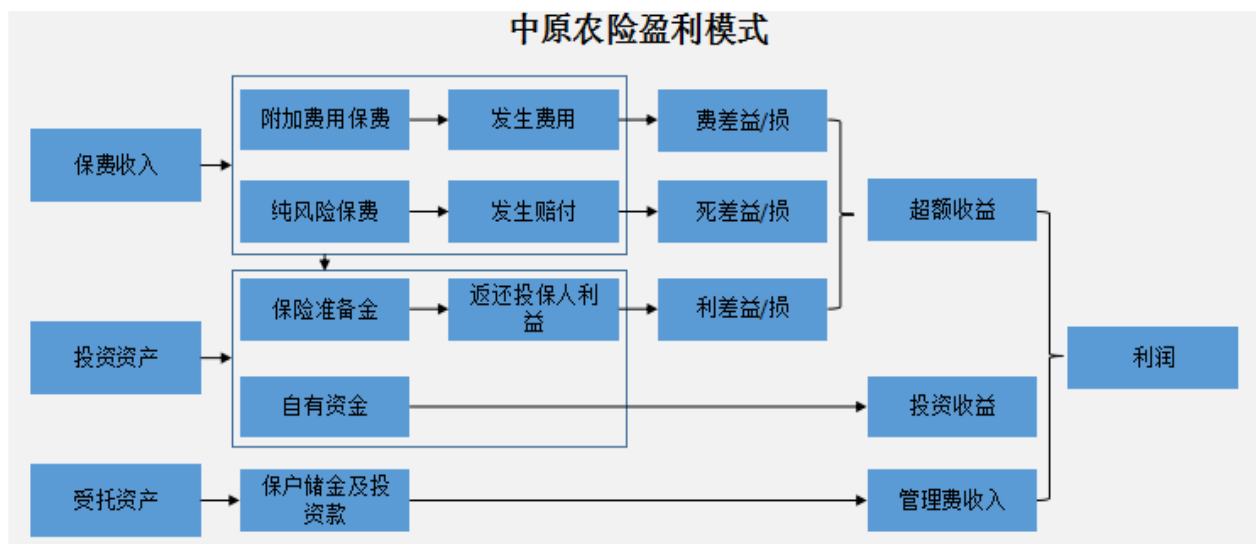 中原农险盈利模式
附加费用保费
发生费用
费差益/损
保费收入
纯风险保费
发生赔付
死差益/损
超额收益
保险准备金
返还投保人利
益
利差益/损
投资资产
利润
自有资金
投资收益
受托资产
保户储金及投
资款
管理费收入